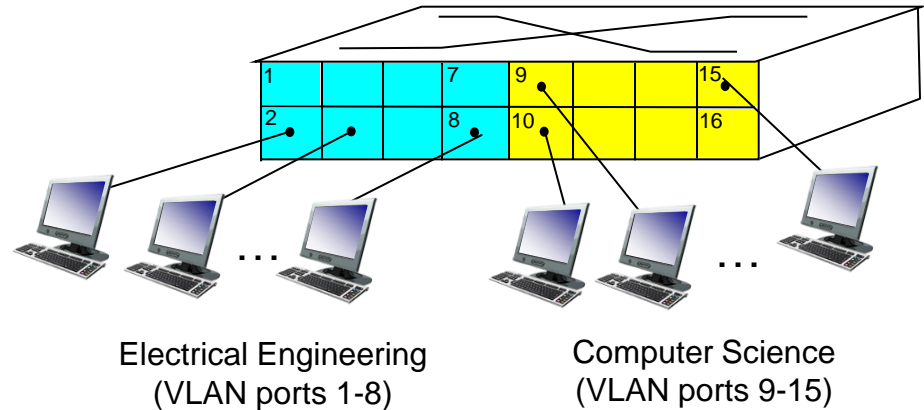 1 7 9 15
2 8 10 16
... ...
Electrical Engineering
(VLAN ports 1-8)
Computer Science
(VLAN ports 9-15)